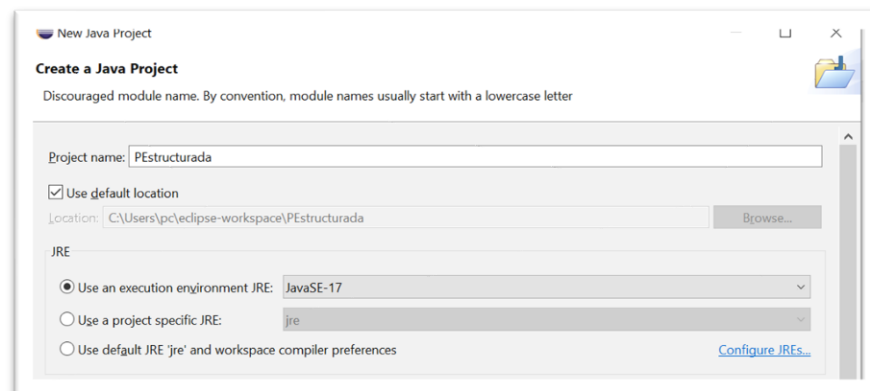 New Java Project
Create a Java Project
Discouraged module name. By convention, module names usually start with a lowercase letter
Project name: PEstructurada
Use default location
Location: C:\Users\pc\eclipse-workspace\PEstructurada Browse...
JRE
Use an execution environment JRE: JavaSE-17
Use a project specific JRE: jre
Use default JRE 'jre' and workspace compiler preferences Configure JREs...